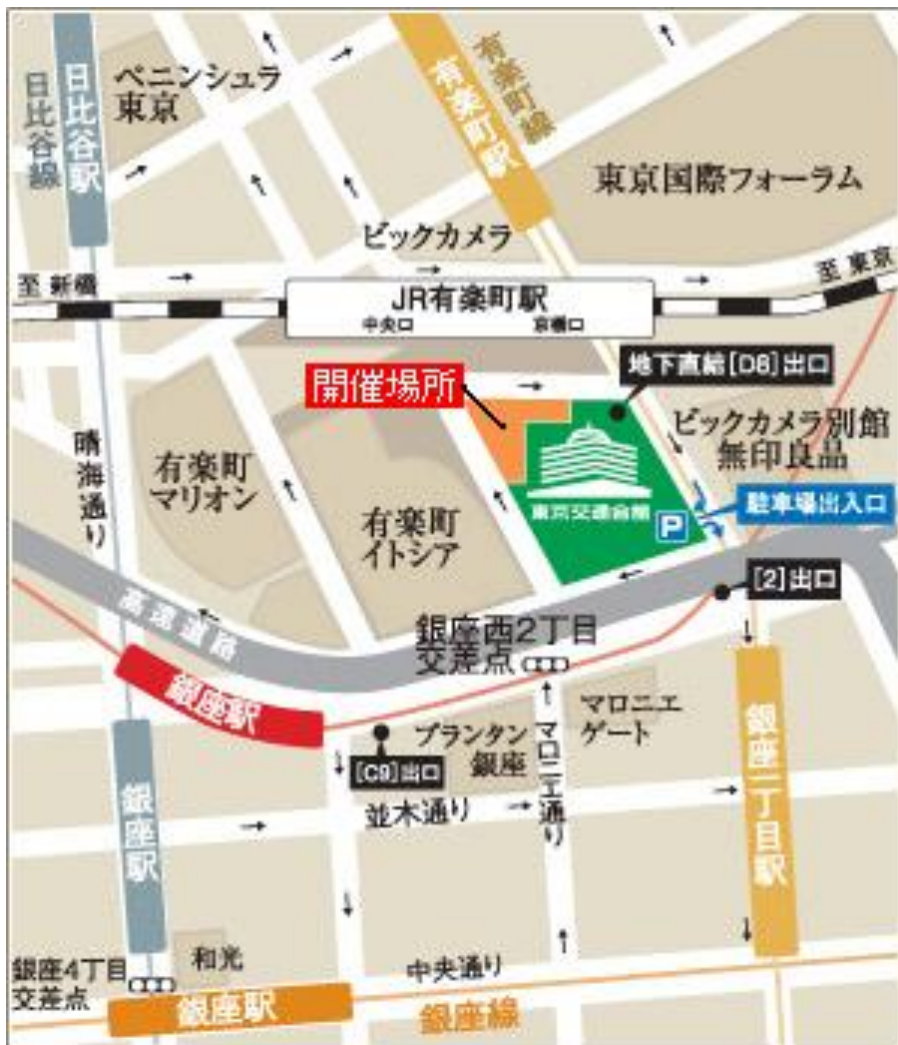 日比谷線
日比谷駅
ペニンシュラ
東京
有楽町駅
有楽町線
東京国際フォーラム
ビックカメラ
至 新橋
至 東京
JR有楽町駅
中央口
京橋口
開催場所
地下直結[D8]出口
ビックカメラ別館
無印良品
晴海通り
有楽町
マリオン
有楽町
イトシア
東京交通会館
P
駐車場出入口
[2]出口
高速道路
銀座西2丁目
交差点
銀座駅
[C9]出口
プランタン
銀座
マロニエ
ゲート
マロニエ通り
銀座一丁目駅
並木通り
銀座駅
和光
銀座4丁目
交差点
中央通り
銀座駅
銀座線